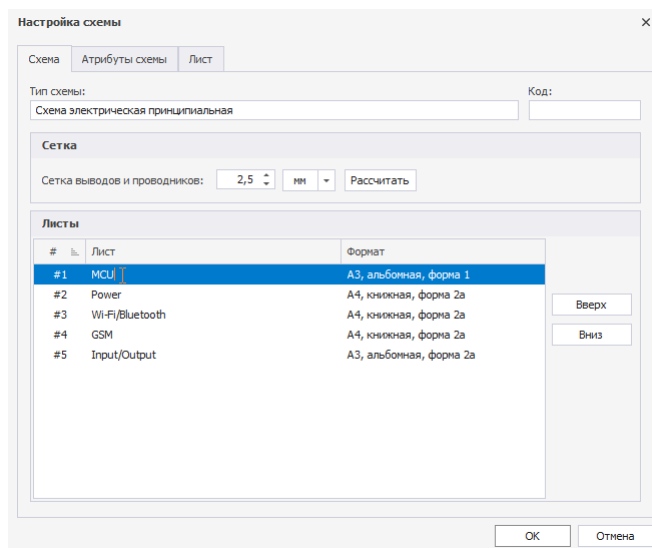 Настройка схемы
Схема Атрибуты схемы Лист
Тип схемы: Код:
Схема электрическая принципиальная
Сетка
Сетка выводов и проводников: 2,5 мм Рассчитать
Листы
# Лист Формат
#1 MCU А3, альбомная, форма 1
#2 Power А4, книжная, форма 2а
#3 Wi-Fi/Bluetooth А4, книжная, форма 2а
#4 GSM А4, книжная, форма 2а
#5 Input/Output А3, альбомная, форма 2а
Вверх
Вниз
ОК Отмена